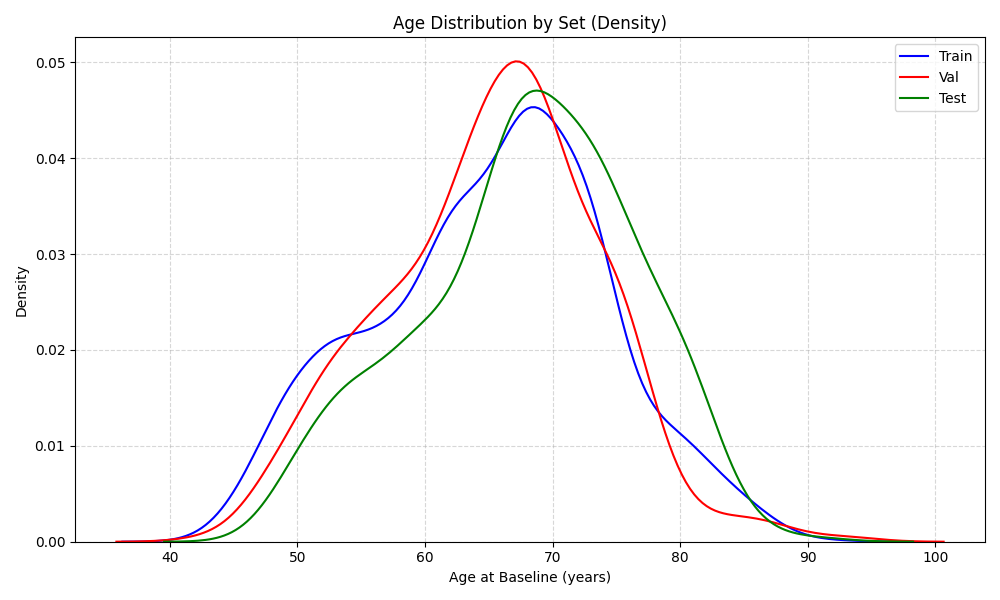 Age Distribution by Set (Density)
Train
Val
Test
Density
0.05
0.04
0.03
0.02
0.01
0.00
40 50 60 70 80 90 100
Age at Baseline (years)